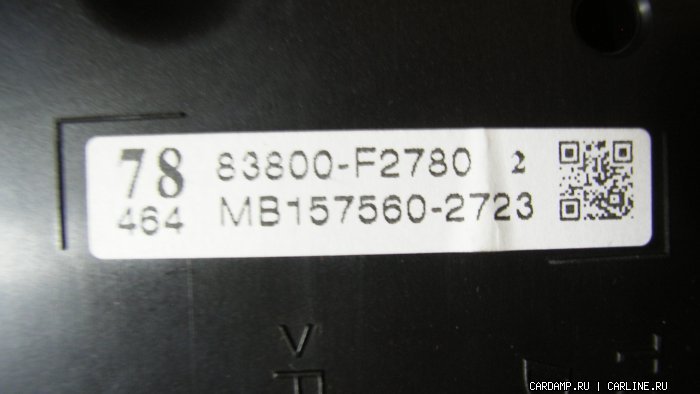 78 83800-F2780 2
464 MB157560-2723
>P
CARDAMP.RU | CARLINE.RU